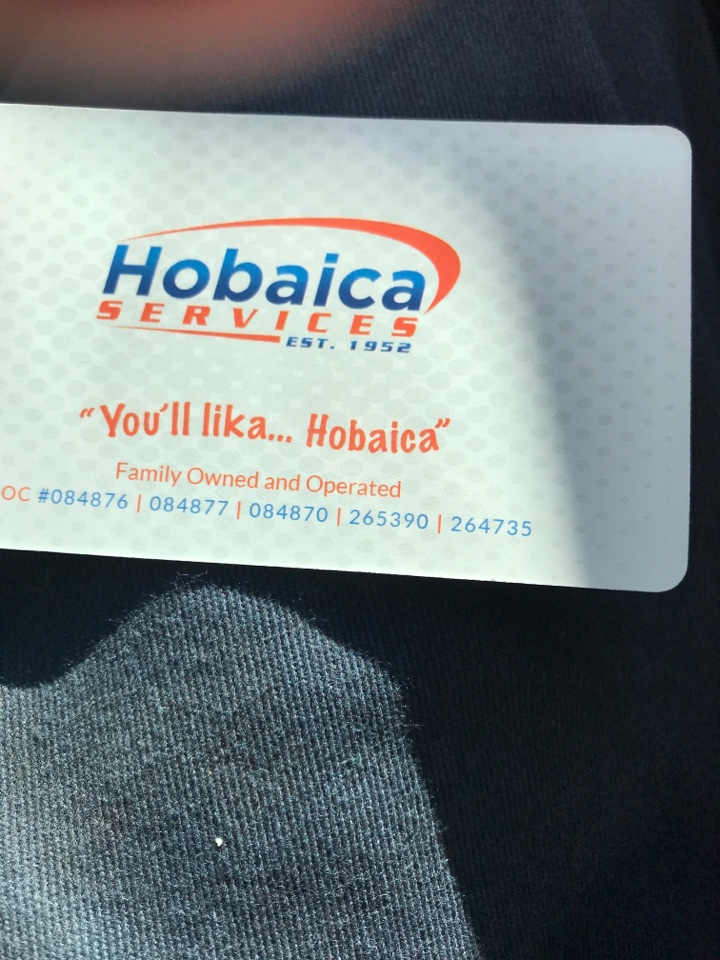 Hobaica
SERVICES
EST. 1952
“You'll lika... Hobaica”
Family Owned and Operated
OC #084876 | 084877 | 084870 | 265390 | 264735